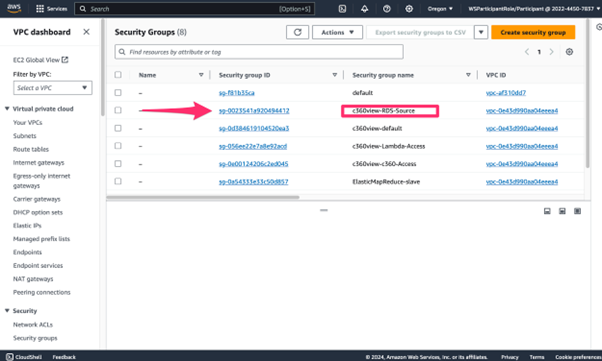 aws
Services
Search
[Option+S]
Oregon
WSParticipantRole/Participant @ 2022-4450-7837
VPC dashboard
EC2 Global View
Filter by VPC:
Select a VPC
Virtual private cloud
Your VPCs
Subnets
Route tables
Internet gateways
Egress-only internet
gateways
Carrier gateways
DHCP option sets
Elastic IPs
Managed prefix lists
Endpoints
Endpoint services
NAT gateways
Peering connections
Security
Network ACLs
Security groups
Security Groups (8)
Actions
Export security groups to CSV
Create security group
Find resources by attribute or tag
1
Name
Security group ID
Security group name
VPC ID
– sg-f81b35ca default vpc-af310dd7
– sg-0023541a920494412 c360view-RDS-Source vpc-0e43d990aa04eeea4
– sg-0d384619104520ea3 c360view-default vpc-0e43d990aa04eeea4
– sg-056ee22e7a8e92acd c360view-Lambda-Access vpc-0e43d990aa04eeea4
– sg-0e00124206c2ed045 c360view-c360-Access vpc-0e43d990aa04eeea4
– sg-0a54333e33c50d857 ElasticMapReduce-slave vpc-0e43d990aa04eeea4
CloudShell
Feedback
© 2024, Amazon Web Services, Inc. or its affiliates.
Privacy
Terms
Cookie preferences